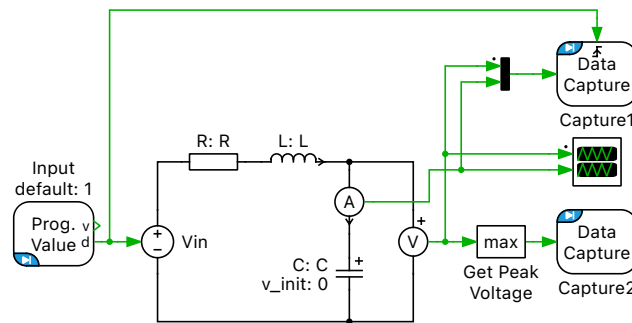 Data
Capture
Capture1
R: R
L: L
Input
default: 1
A
Prog.
Value
v
d
+
−
Vin
+
V
max
Data
Capture
C: C
v_init: 0
+
Get Peak
Voltage
Capture2